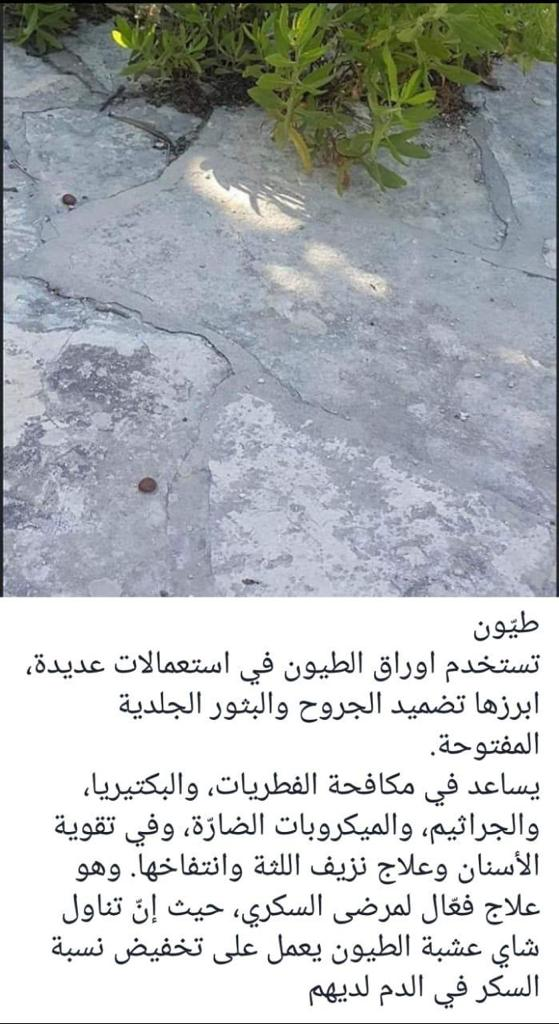 طيّون
تستخدم اوراق الطيون في استعمالات عديدة،
ابرزها تضميد الجروح والبثور الجلدية
المفتوحة.
يساعد في مكافحة الفطريات، والبكتيريا،
والجراثيم، والميكروبات الضارّة، وفي تقوية
الأسنان وعلاج نزيف اللثة وانتفاخها. وهو
علاج فعّال لمرضى السكري، حيث إنّ تناول
شاي عشبة الطيون يعمل على تخفيض نسبة
السكر في الدم لديهم